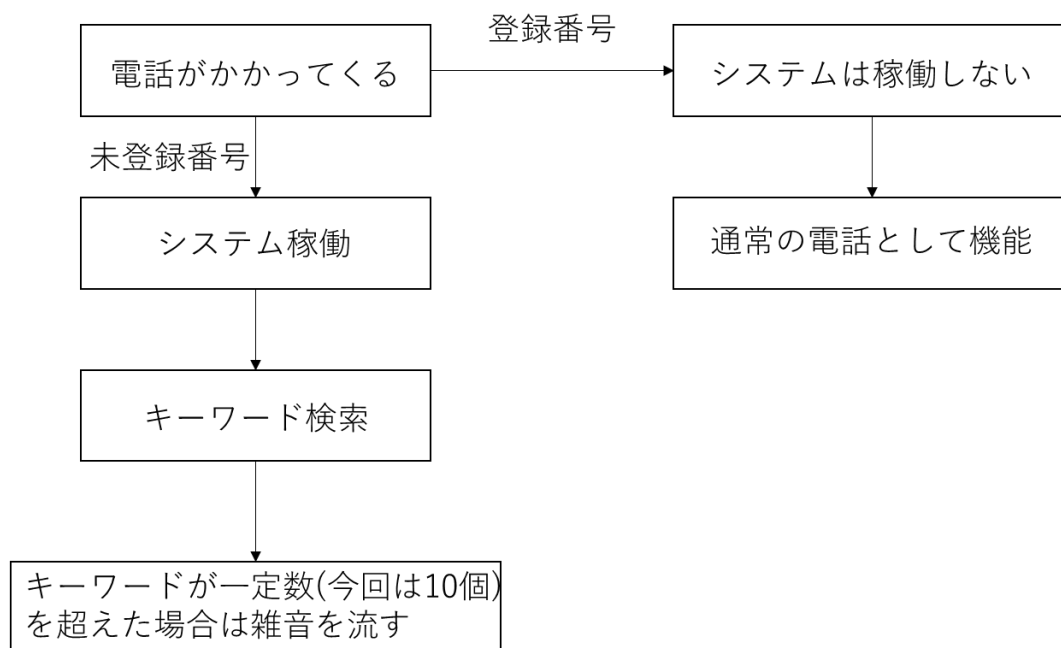 登録番号
電話がかかってくる
システムは稼働しない
未登録番号
システム稼働
通常の電話として機能
キーワード検索
キーワードが一定数(今回は10個)
を超えた場合は雑音を流す